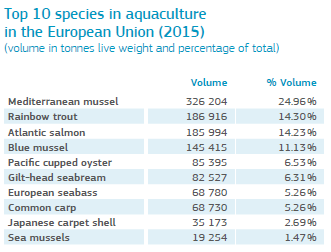 Top 10 species in aquaculture
in the European Union (2015)
(volume in tonnes live weight and percentage of total)
Volume % Volume
Mediterranean mussel 326 204 24.96%
Rainbow trout 186 916 14.30%
Atlantic salmon 185 994 14.23%
Blue mussel 145 415 11.13%
Pacific cupped oyster 85 395 6.53%
Gilt-head seabream 82 527 6.31%
European seabass 68 780 5.26%
Common carp 68 730 5.26%
Japanese carpet shell 35 173 2.69%
Sea mussels 19 254 1.47%